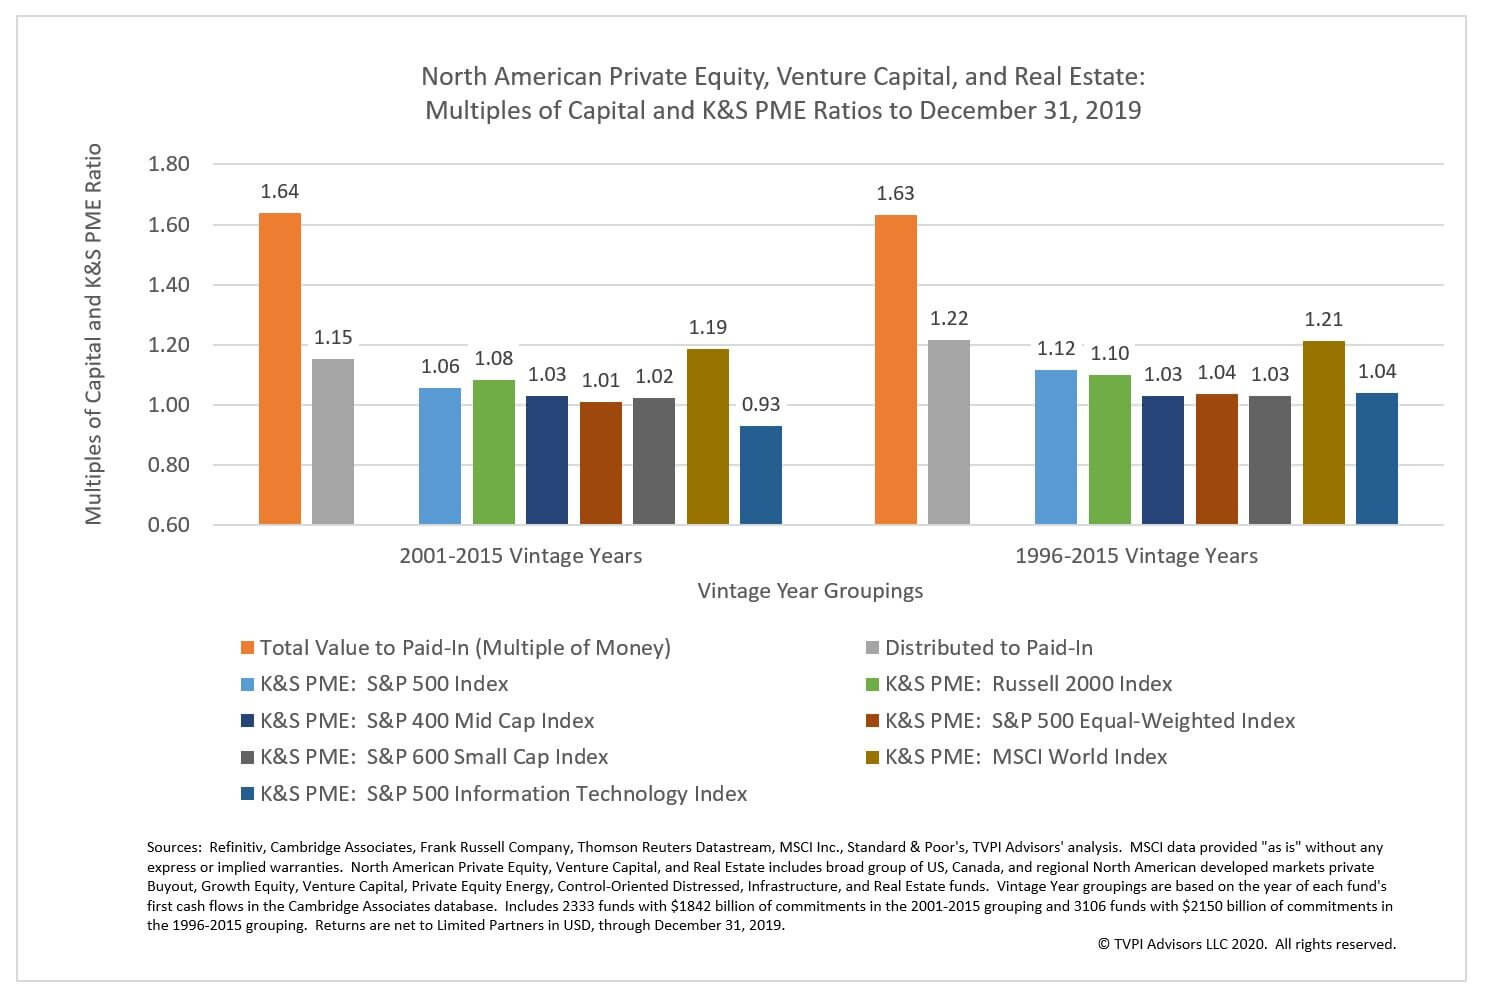 North American Private Equity, Venture Capital, and Real Estate:
Multiples of Capital and K&S PME Ratios to December 31, 2019
Multiples of Capital and K&S PME Ratio
1.80
1.60
1.40
1.20
1.00
0.80
0.60
1.64
1.15
1.06
1.08
1.03
1.01
1.02
1.19
0.93
1.63
1.22
1.12
1.10
1.03
1.04
1.03
1.21
1.04
2001-2015 Vintage Years
1996-2015 Vintage Years
Vintage Year Groupings
Total Value to Paid-In (Multiple of Money)
Distributed to Paid-In
K&S PME:  S&P 500 Index
K&S PME:  Russell 2000 Index
K&S PME:  S&P 400 Mid Cap Index
K&S PME:  S&P 500 Equal-Weighted Index
K&S PME:  S&P 600 Small Cap Index
K&S PME:  MSCI World Index
K&S PME:  S&P 500 Information Technology Index
Sources:  Refinitiv, Cambridge Associates, Frank Russell Company, Thomson Reuters Datastream, MSCI Inc., Standard & Poor's, TVPI Advisors' analysis.  MSCI data provided "as is" without any
express or implied warranties.  North American Private Equity, Venture Capital, and Real Estate includes broad group of US, Canada, and regional North American developed markets private
Buyout, Growth Equity, Venture Capital, Private Equity Energy, Control-Oriented Distressed, Infrastructure, and Real Estate funds.  Vintage Year groupings are based on the year of each fund's
first cash flows in the Cambridge Associates database.  Includes 2333 funds with $1842 billion of commitments in the 2001-2015 grouping and 3106 funds with $2150 billion of commitments in
the 1996-2015 grouping.  Returns are net to Limited Partners in USD, through December 31, 2019.
© TVPI Advisors LLC 2020.  All rights reserved.